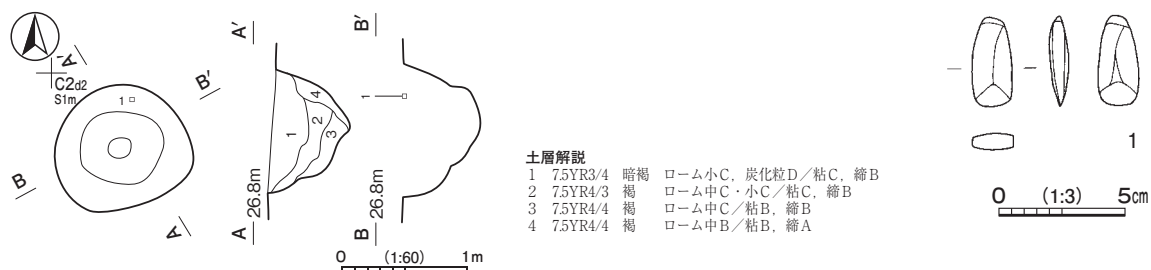 C2d2
S1m
A′
B′
1
B
A
A′
4
2
1
3
26.8m
A
B′
1
26.8m
B
0 (1:60) 1m
土層解説
1 7.5YR3/4 暗褐 ローム小C，炭化粒D／粘C，締B
2 7.5YR4/3 褐 ローム中C・小C／粘C，締B
3 7.5YR4/4 褐 ローム中C／粘B，締B
4 7.5YR4/4 褐 ローム中B／粘B，締A
1
0 (1:3) 5cm